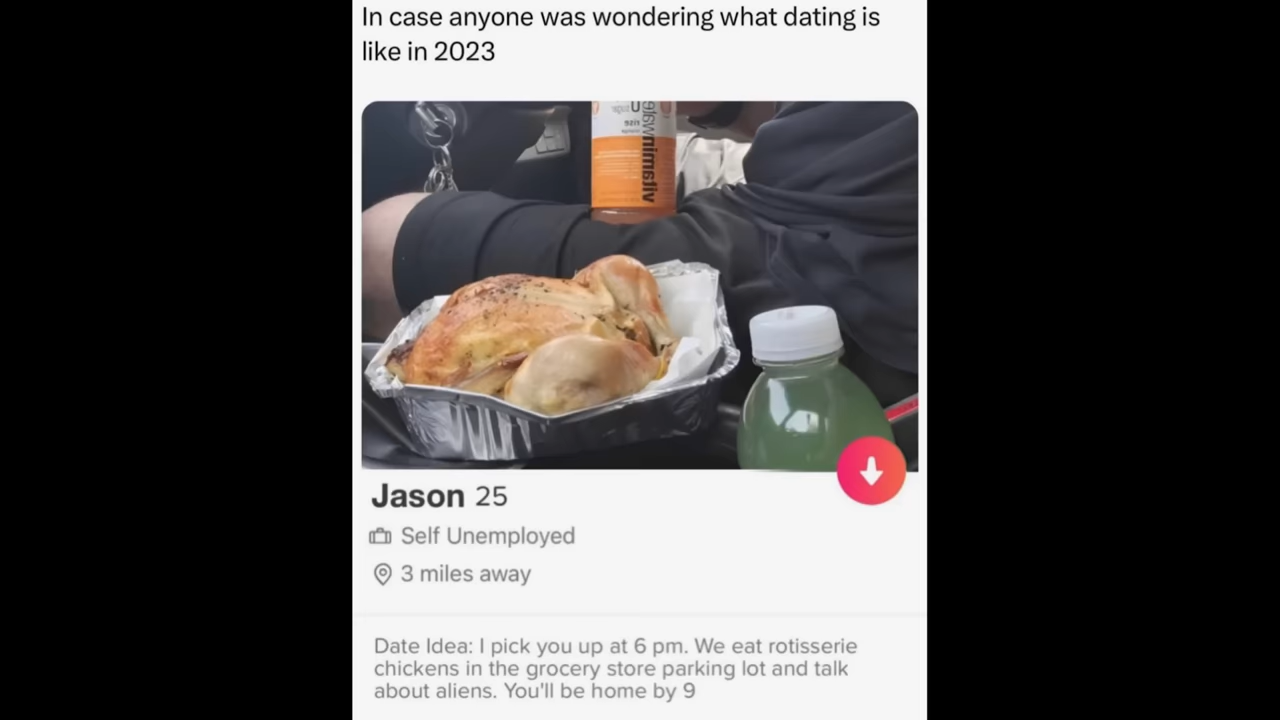 In case anyone was wondering what dating is
like in 2023
vitaminwate
U
rise
Jason 25
Self Unemployed
3 miles away
Date Idea: I pick you up at 6 pm. We eat rotisserie
chickens in the grocery store parking lot and talk
about aliens. You'll be home by 9